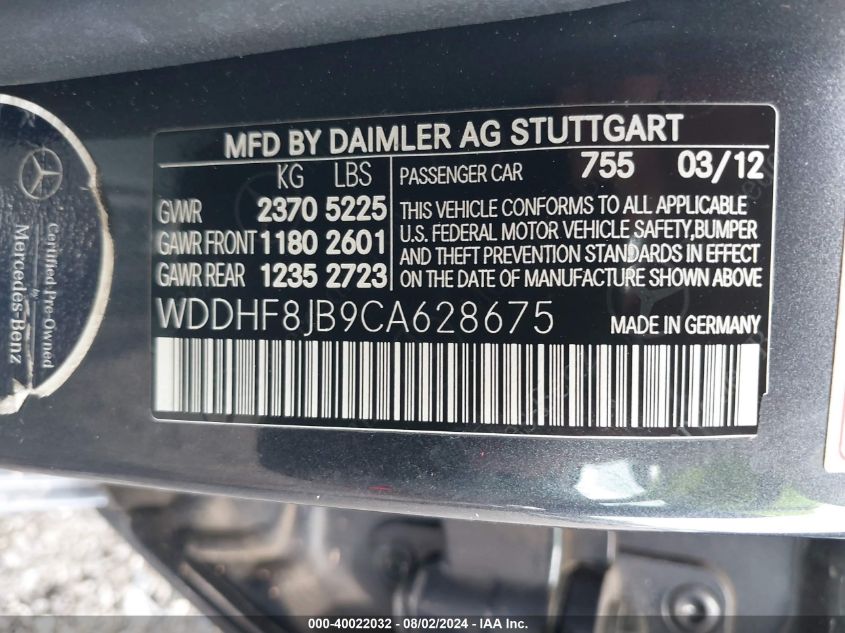 MFD BY DAIMLER AG STUTTGART
KG LBS
GVWR 2370 5225
GAWR FRONT 1180 2601
GAWR REAR 1235 2723
PASSENGER CAR 755 03/12
THIS VEHICLE CONFORMS TO ALL APPLICABLE
U.S. FEDERAL MOTOR VEHICLE SAFETY, BUMPER
AND THEFT PREVENTION STANDARDS IN EFFECT
ON THE DATE OF MANUFACTURE SHOWN ABOVE
WDDHF8JB9CA628675 MADE IN GERMANY
Certified Pre-Owned
by
Mercedes-Benz
000-40022032 - 08/02/2024 - IAA Inc.